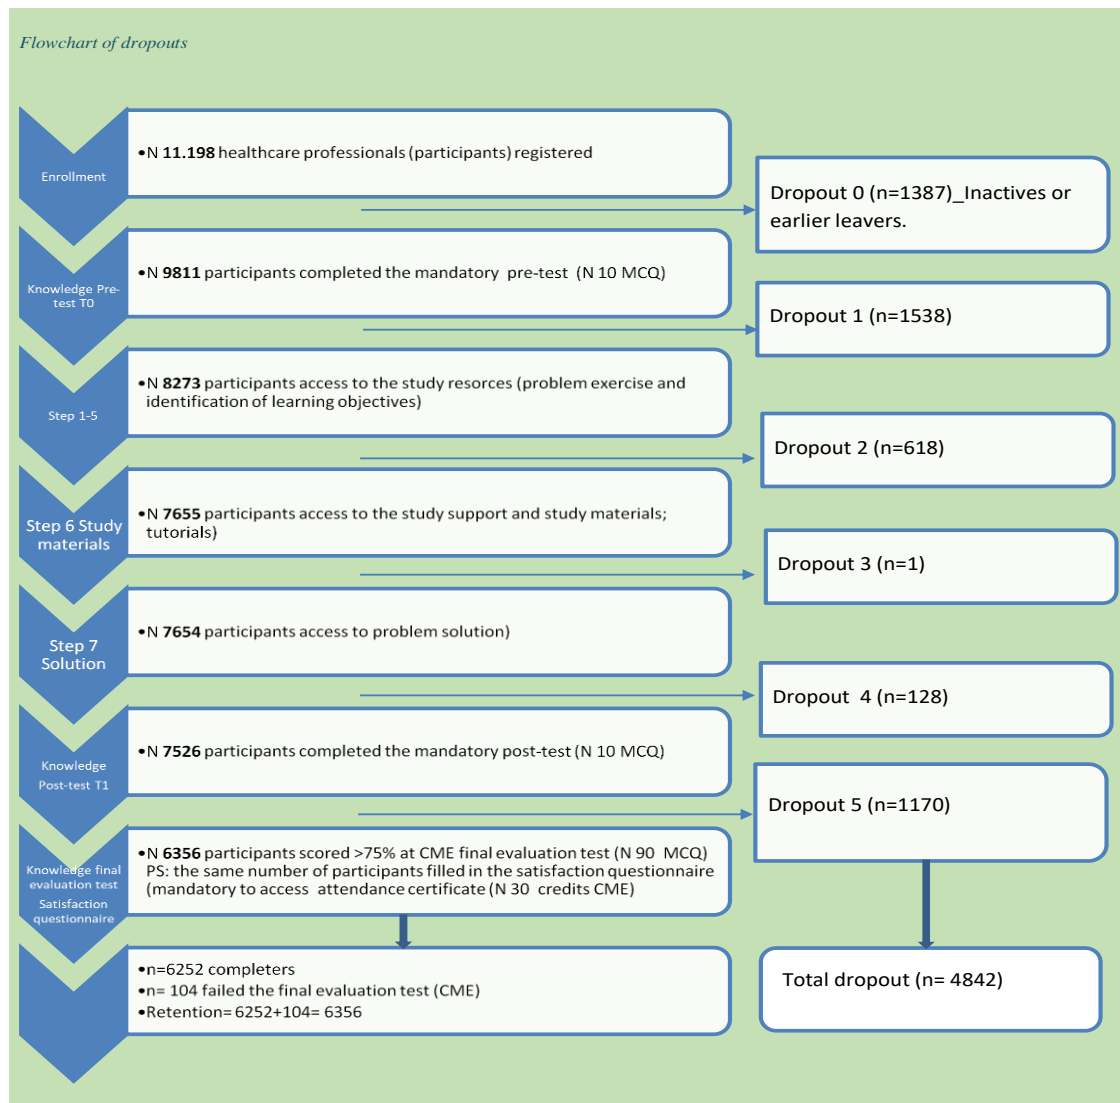 Flowchart of dropouts
Enrollment
•N 11.198 healthcare professionals (participants) registered
Dropout 0 (n=1387)_Inactives or
earlier leavers.
Knowledge Pre-
test T0
•N 9811 participants completed the mandatory pre-test (N 10 MCQ)
Dropout 1 (n=1538)
Step 1-5
•N 8273 participants access to the study resorces (problem exercise and
identification of learning objectives)
Dropout 2 (n=618)
Step 6 Study
materials
•N 7655 participants access to the study support and study materials;
tutorials)
Dropout 3 (n=1)
Step 7
Solution
•N 7654 participants access to problem solution)
Dropout 4 (n=128)
Knowledge
Post-test T1
•N 7526 participants completed the mandatory post-test (N 10 MCQ)
Dropout 5 (n=1170)
Knowledge final
evaluation test
Satisfaction
questionnaire
•N 6356 participants scored >75% at CME final evaluation test (N 90 MCQ)
PS: the same number of participants filled in the satisfaction questionnaire
(mandatory to access attendance certificate (N 30 credits CME)
•n=6252 completers
•n= 104 failed the final evaluation test (CME)
•Retention= 6252+104= 6356
Total dropout (n= 4842)